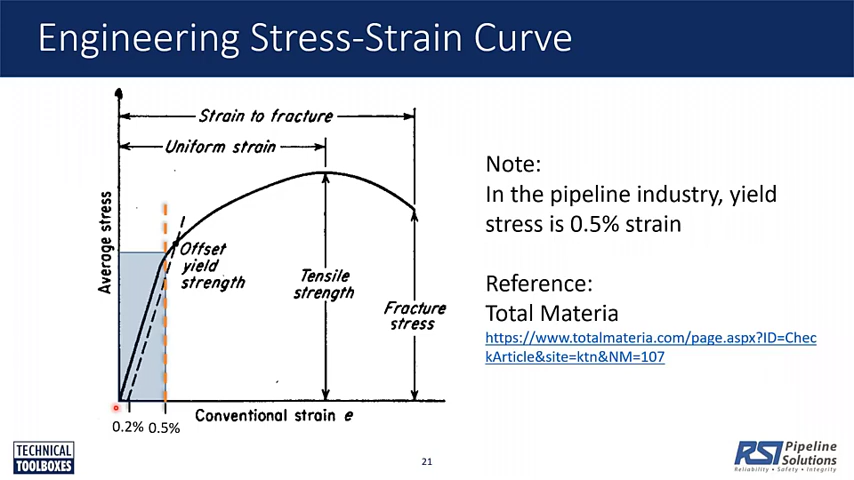 Engineering Stress-Strain Curve
Strain to fracture
Uniform strain
Average stress
Offset
yield
strength
Tensile
strength
Fracture
stress
0.2% 0.5%
Conventional strain e
Note:
In the pipeline industry, yield
stress is 0.5% strain
Reference:
Total Materia
https://www.totalmateria.com/page.aspx?ID=Chec
kArticle&site=ktn&NM=107
TECHNICAL
TOOLBOXES
21
RSI Pipeline
Solutions
Reliability • Safety • Integrity